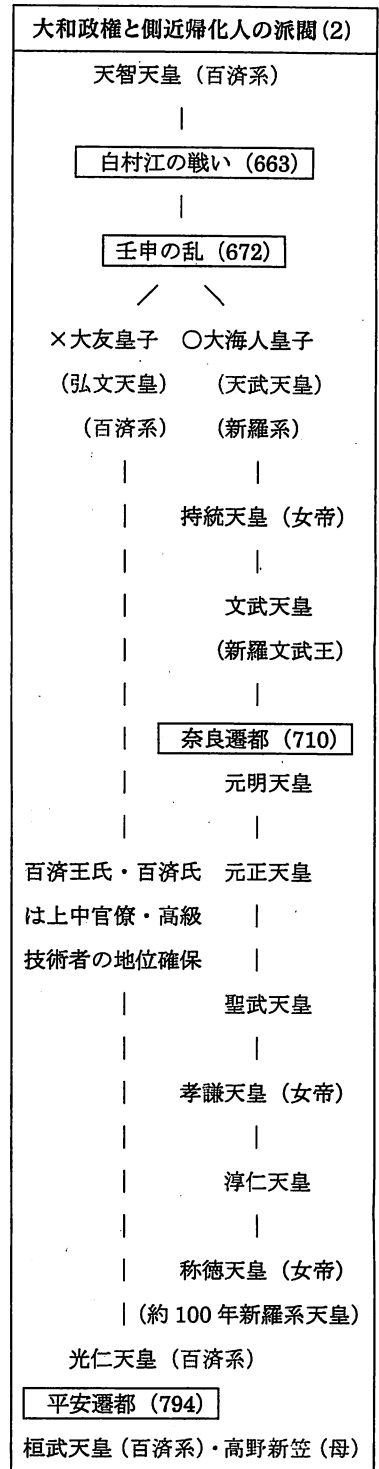 大和政権と側近帰化人の派閥(2)
天智天皇(百済系)
白村江の戦い(663)
壬申の乱(672)
×大友皇子 ○大海人皇子
(弘文天皇) (天武天皇)
(百済系) (新羅系)
持統天皇(女帝)
文武天皇
(新羅文武王)
奈良遷都(710)
元明天皇
百済王氏・百済氏 元正天皇
は上中官僚・高級
技術者の地位確保
聖武天皇
孝謙天皇(女帝)
淳仁天皇
称徳天皇(女帝)
(約100年新羅系天皇)
光仁天皇(百済系)
平安遷都(794)
桓武天皇(百済系)・高野新笠(母)